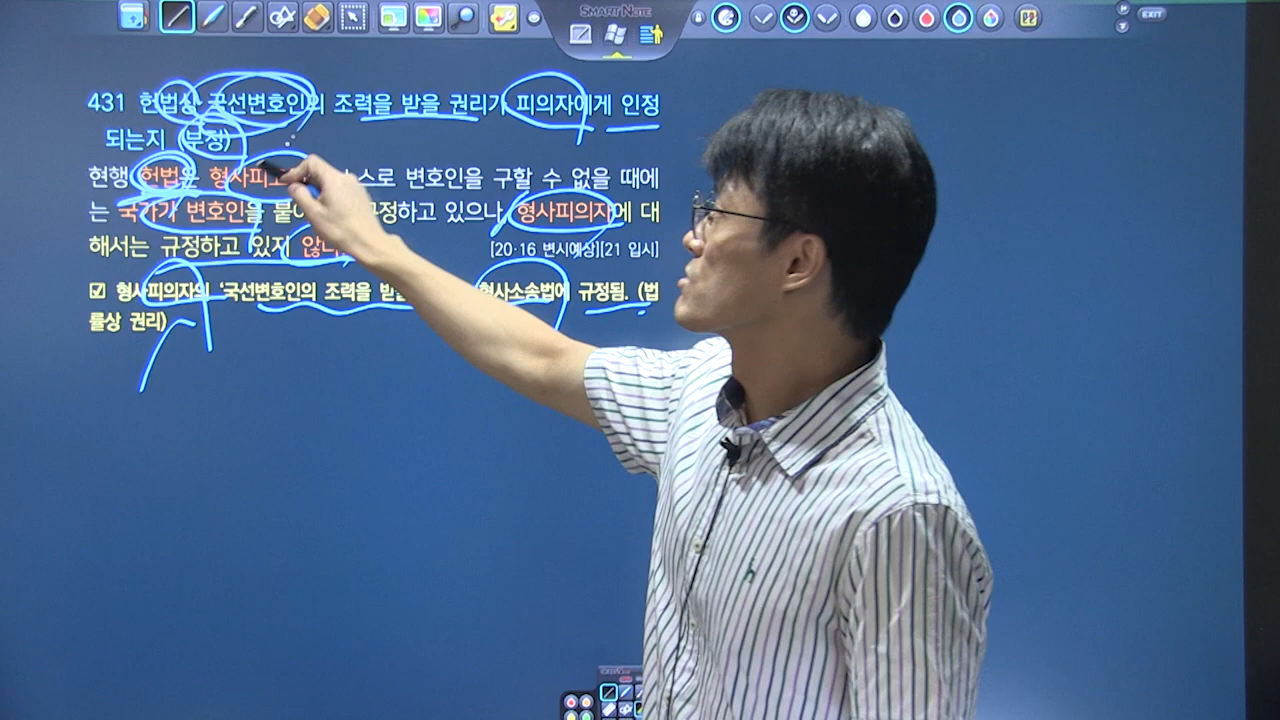 SMART NOTE
EXIT
431 헌법상 국선변호인의 조력을 받을 권리가 피의자에게 인정
되는지 (부정)
현행 헌법은 형사피고 스스로 변호인을 구할 수 없을 때에
는 국가가 변호인을 붙이 규정하고 있으나, 형사피의자에 대
해서는 규정하고 있지 않다.
[20·16 변시예상][21 입시]
☑ 형사피의자의 '국선변호인의 조력을 받을 형사소송법에 규정됨. (법
률상 권리)